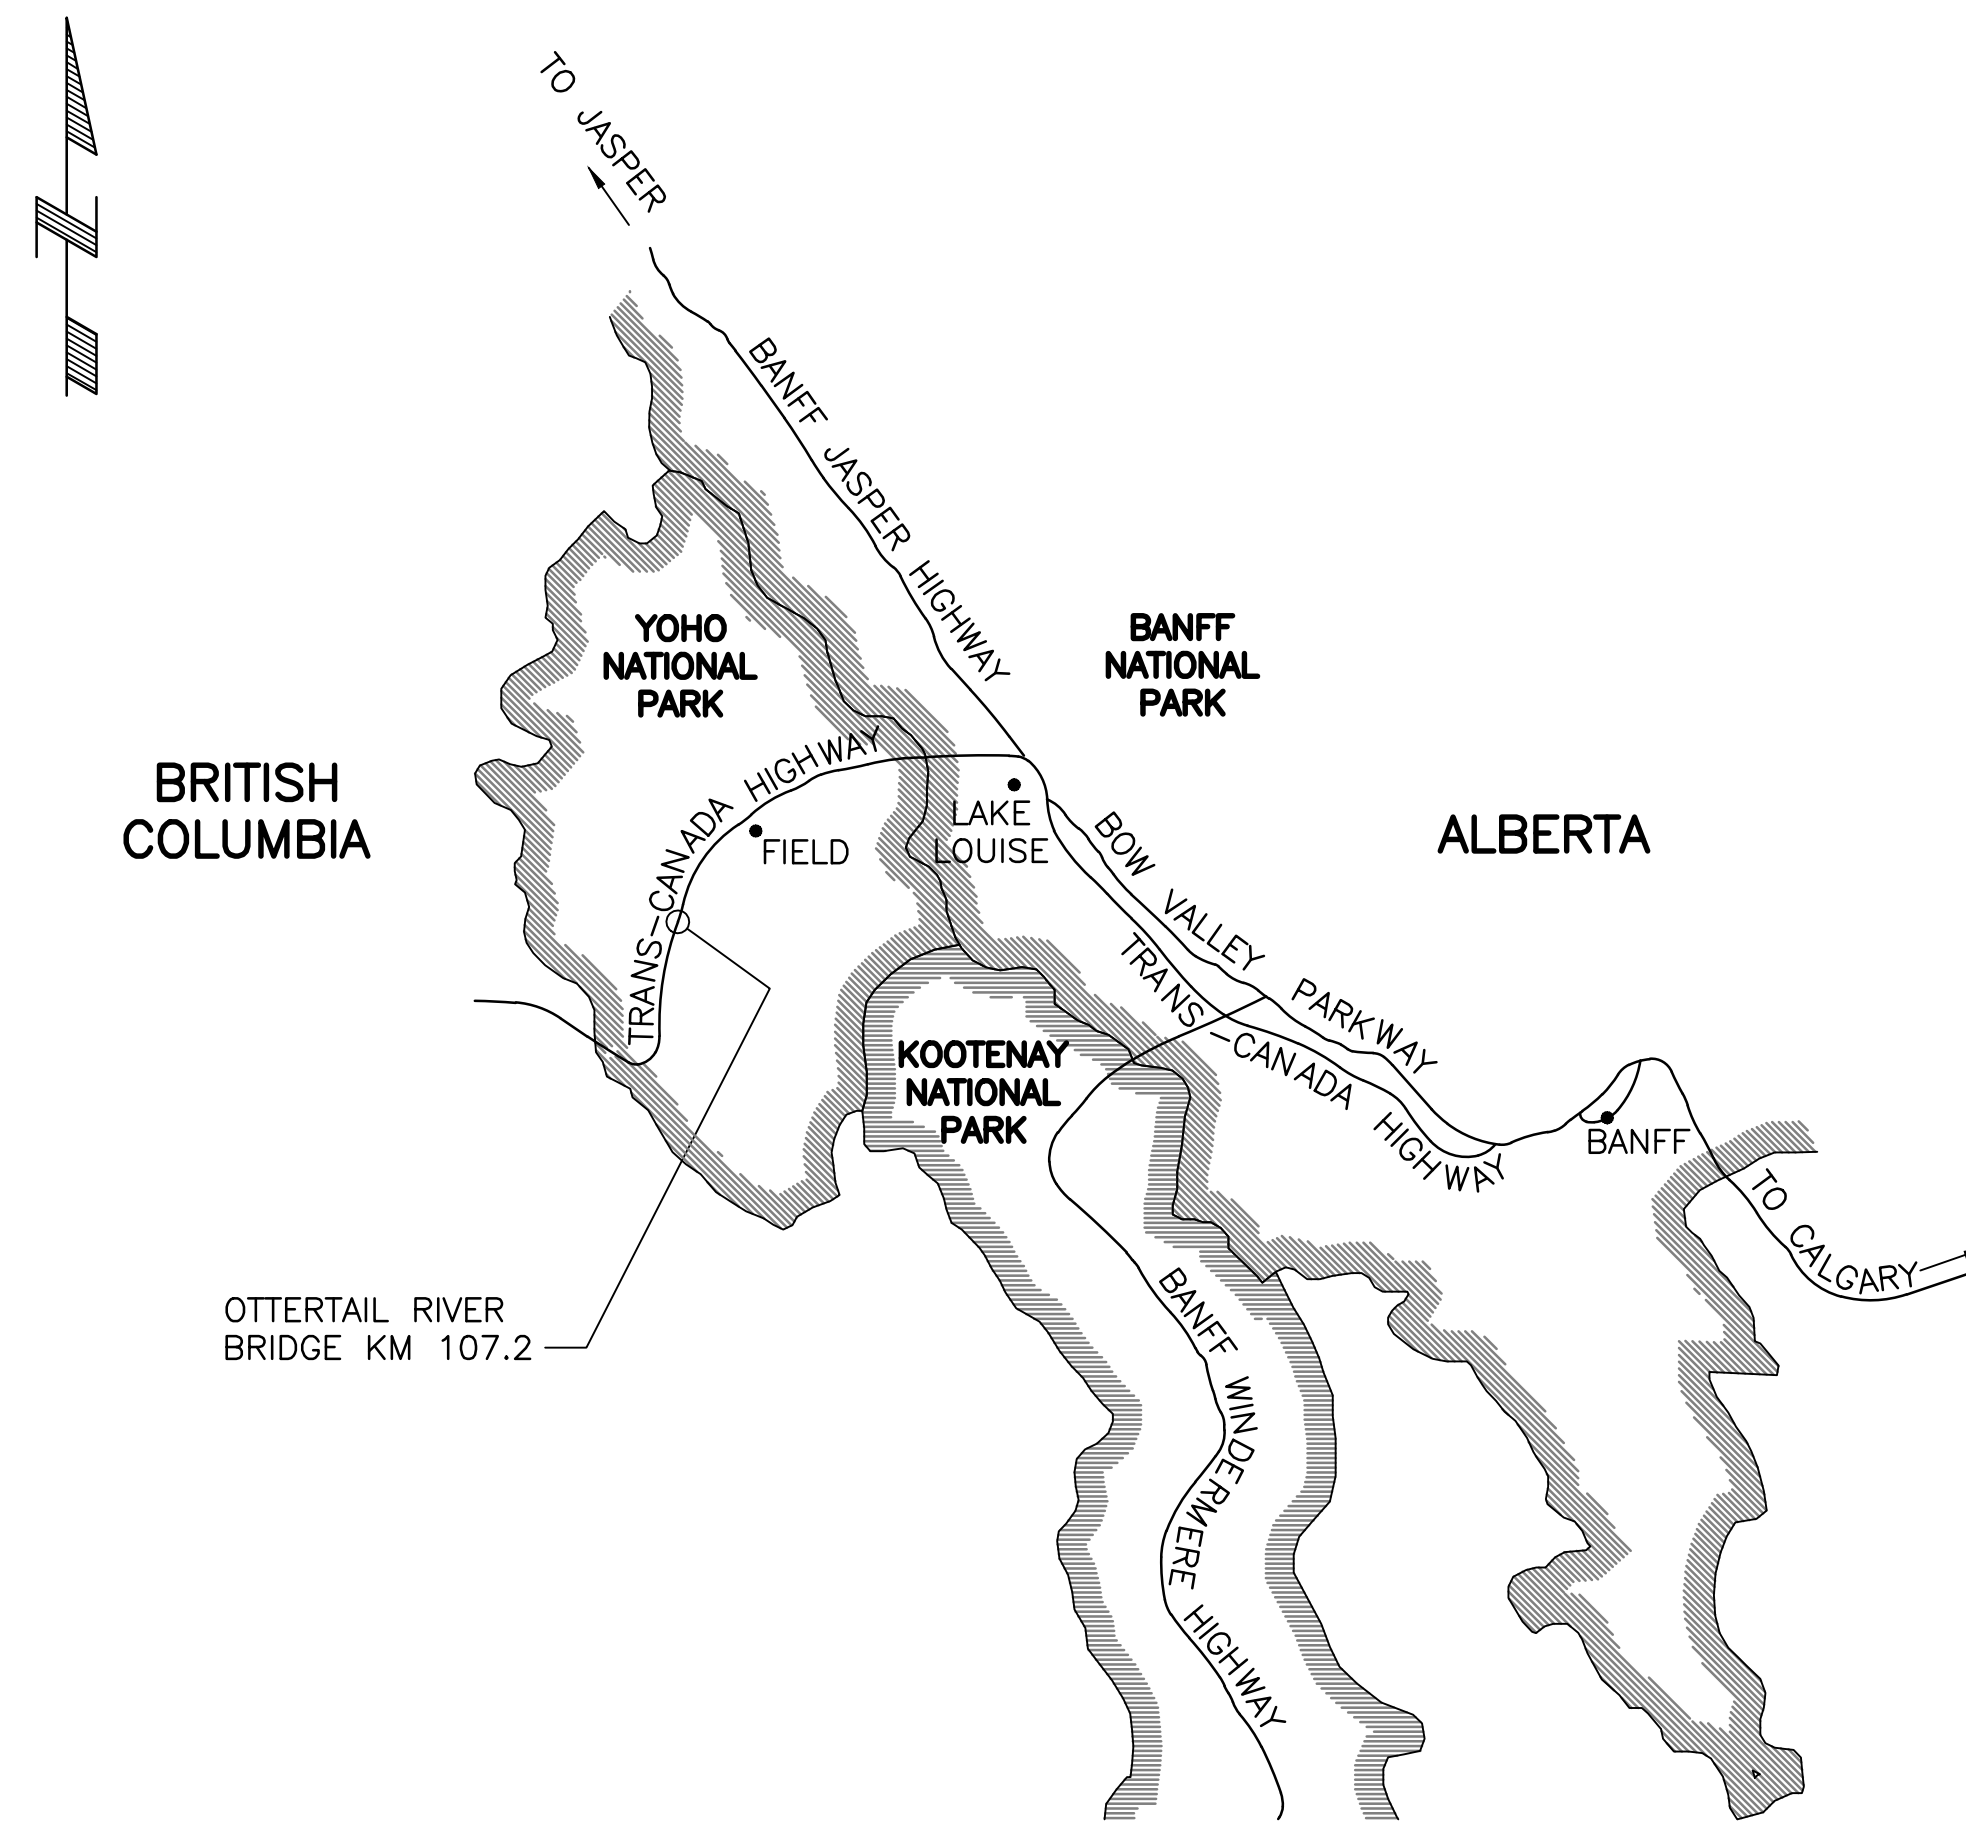 TO JASPER
BANFF JASPER HIGHWAY
YOHO
NATIONAL
PARK
BANFF
NATIONAL
PARK
BRITISH
COLUMBIA
TRANS-CANADA HIGHWAY
FIELD
LAKE
LOUISE
BOW VALLEY PARKWAY
ALBERTA
TRANS-CANADA HIGHWAY
KOOTENAY
NATIONAL
PARK
BANFF
TO CALGARY
OTTERTAIL RIVER
BRIDGE KM 107.2
BANFF WINDERMERE HIGHWAY